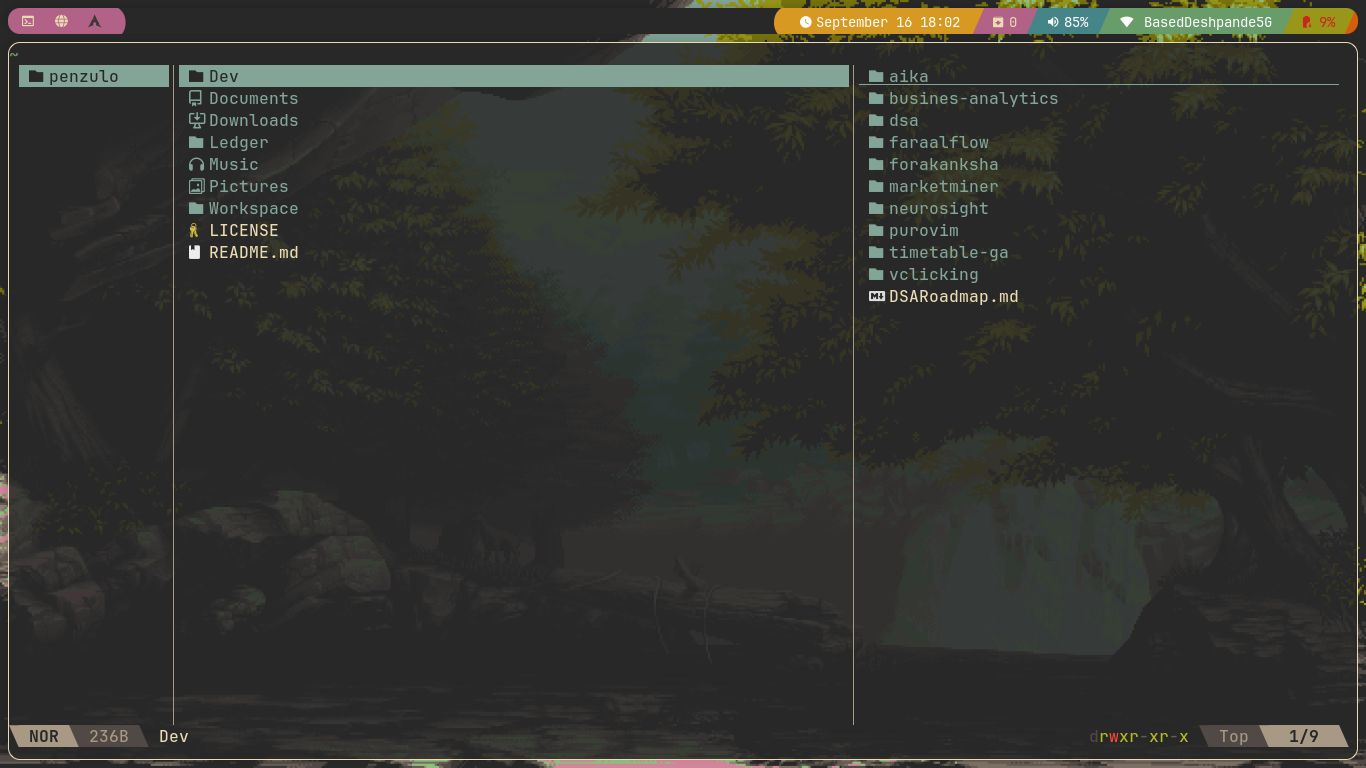 September 16 18:02 0 85% BasedDeshpande5G 9%
~
penzulo
Dev
Documents
Downloads
Ledger
Music
Pictures
Workspace
LICENSE
README.md
aika
busines-analytics
dsa
faraalflow
forakanksha
marketminer
neurosight
purovim
timetable-ga
vclicking
DSARoadmap.md
NOR 236B Dev drwxr-xr-x Top 1/9